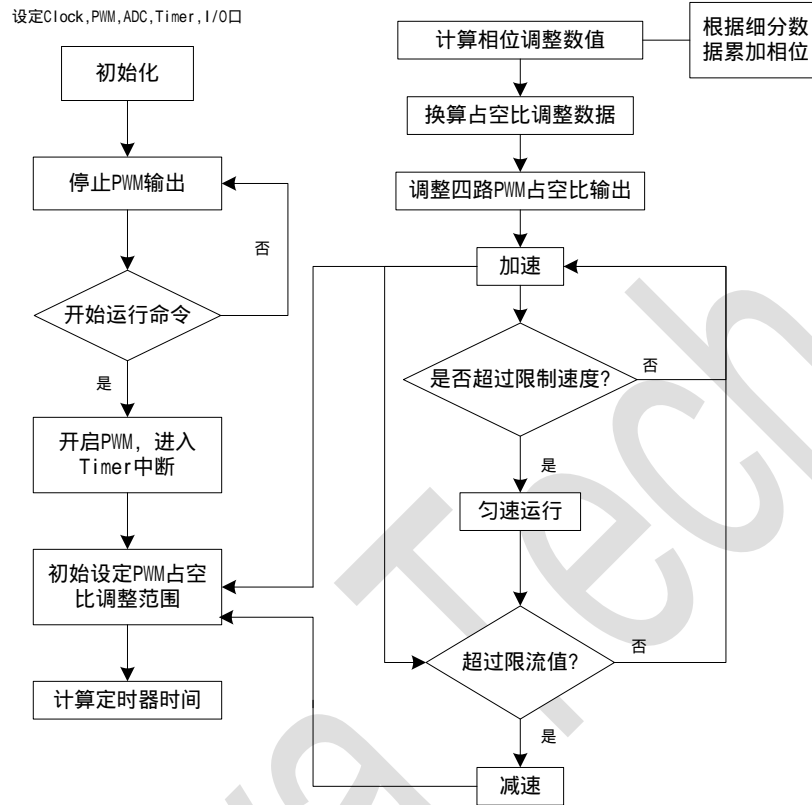 设定Clock,PWM,ADC,Timer,I/O口
初始化
停止PWM输出
否
开始运行命令
是
开启PWM, 进入
Timer中断
初始设定PWM占空
比调整范围
计算定时器时间
计算相位调整数值
根据细分数
据累加相位
换算占空比调整数据
调整四路PWM占空比输出
加速
是否超过限制速度?
否
是
匀速运行
超过限流值?
否
是
减速
Tech